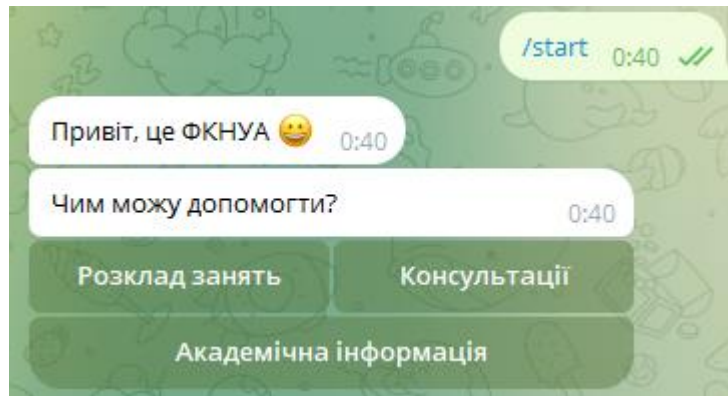 /start 0:40
Привіт, це ФКНУА 😀 0:40
Чим можу допомогти? 0:40
Розклад занять Консультації
Академічна інформація